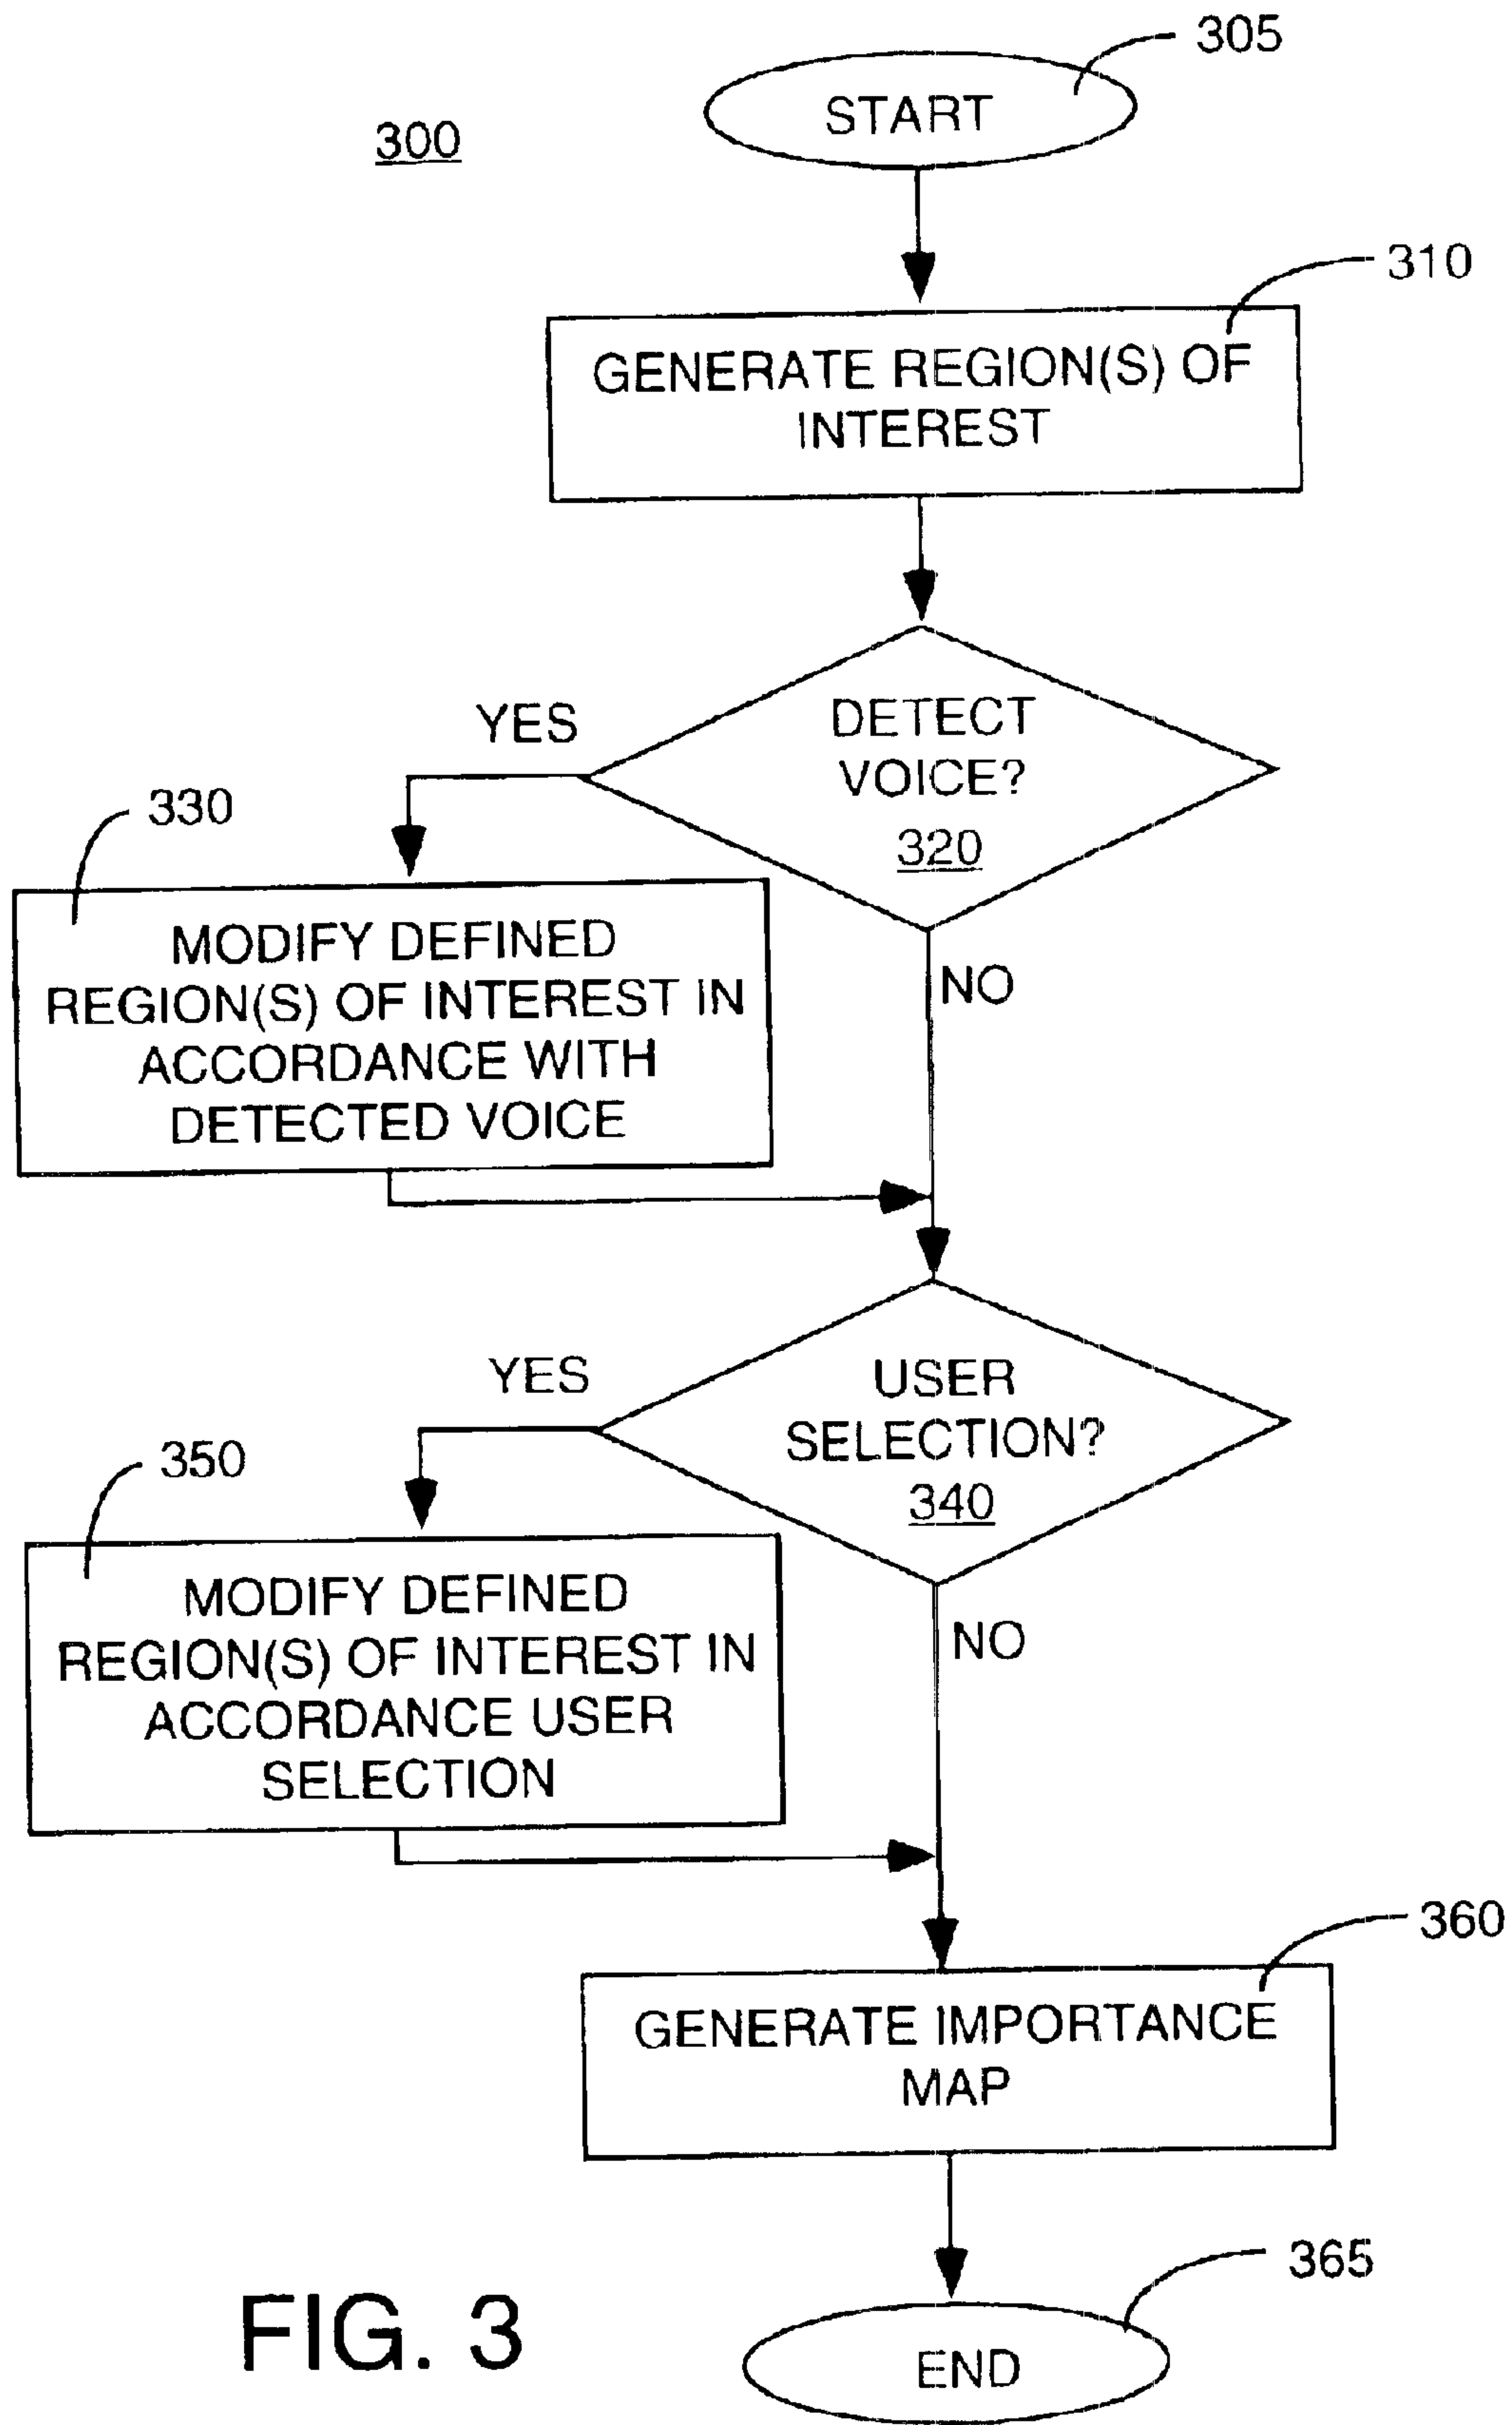 305
START
300
310
GENERATE REGION(S) OF
INTEREST
DETECT
VOICE?
320
YES
NO
330
MODIFY DEFINED
REGION(S) OF INTEREST IN
ACCORDANCE WITH
DETECTED VOICE
USER
SELECTION?
340
YES
NO
350
MODIFY DEFINED
REGION(S) OF INTEREST IN
ACCORDANCE USER
SELECTION
360
GENERATE IMPORTANCE
MAP
365
END
FIG. 3